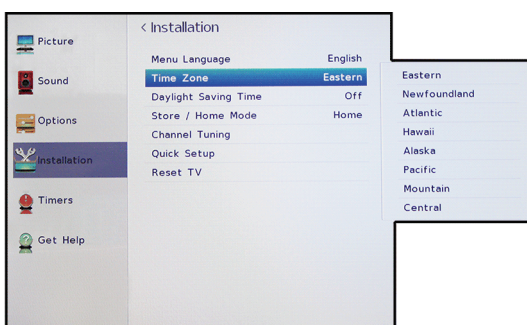 < Installation
Picture
Sound
Options
Installation
Timers
Get Help
Menu Language English
Time Zone Eastern
Daylight Saving Time Off
Store / Home Mode Home
Channel Tuning
Quick Setup
Reset TV
Eastern
Newfoundland
Atlantic
Hawaii
Alaska
Pacific
Mountain
Central